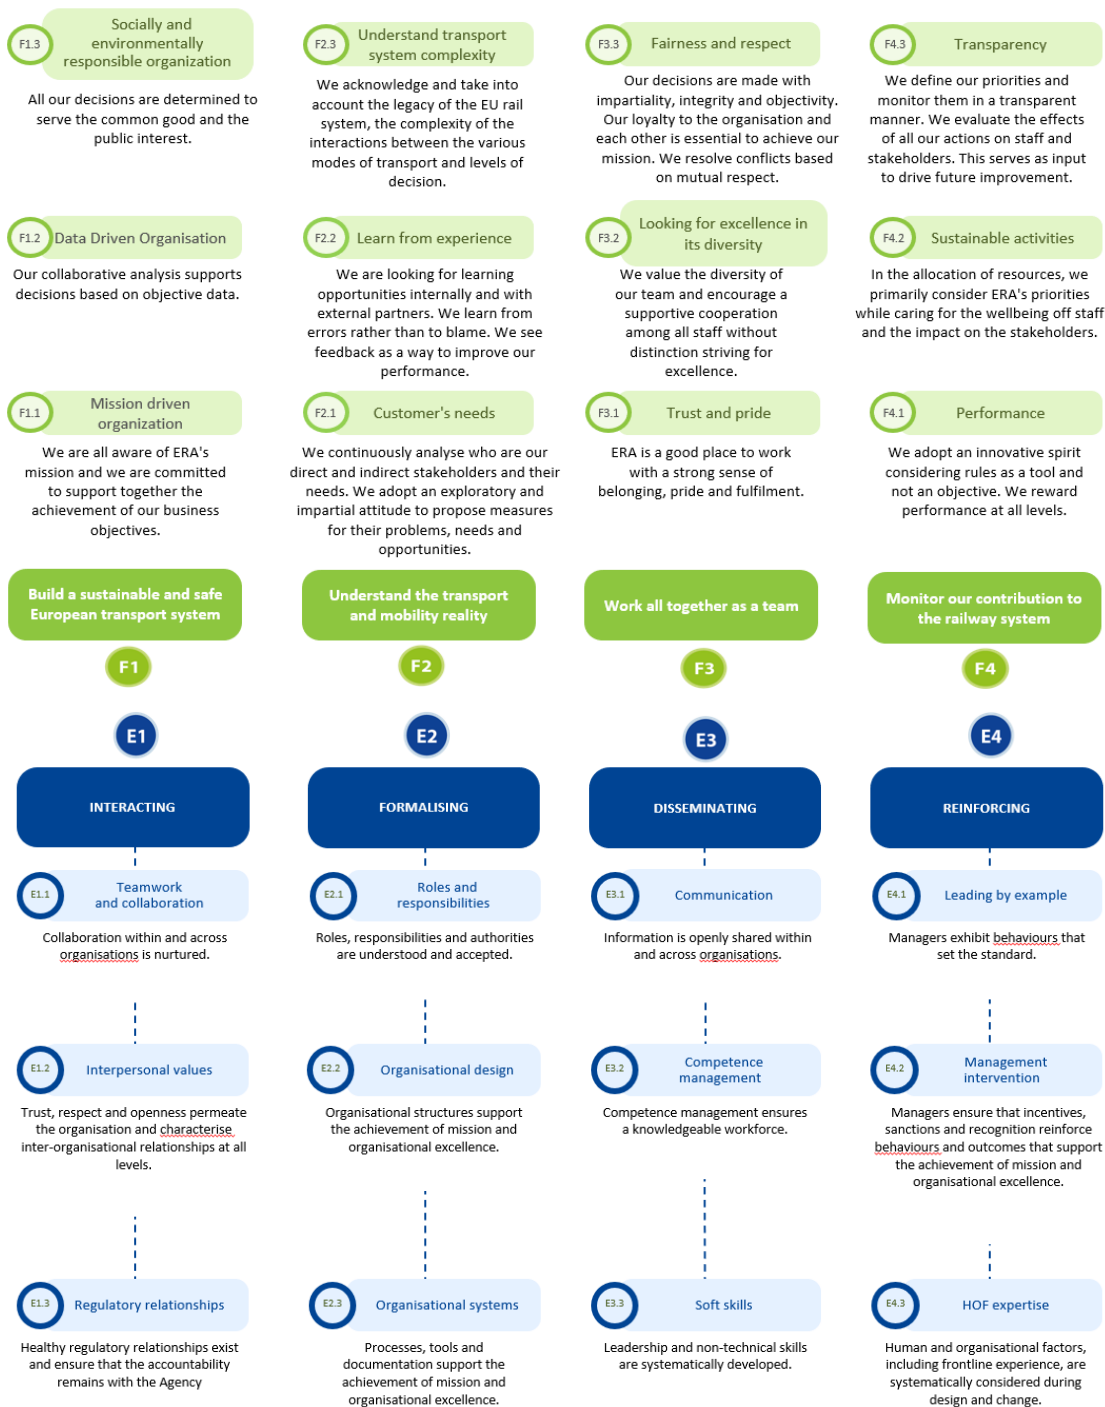 F1.3
Socially and
environmentally
responsible organization
All our decisions are determined to
serve the common good and the
public interest.
F2.3
Understand transport
system complexity
We acknowledge and take into
account the legacy of the EU rail
system, the complexity of the
interactions between the various
modes of transport and levels of
decision.
F3.3
Fairness and respect
Our decisions are made with
impartiality, integrity and objectivity.
Our loyalty to the organisation and
each other is essential to achieve our
mission. We resolve conflicts based
on mutual respect.
F4.3
Transparency
We define our priorities and
monitor them in a transparent
manner. We evaluate the effects
of all our actions on staff and
stakeholders. This serves as input
to drive future improvement.
F1.2
Data Driven Organisation
Our collaborative analysis supports
decisions based on objective data.
F2.2
Learn from experience
We are looking for learning
opportunities internally and with
external partners. We learn from
errors rather than to blame. We see
feedback as a way to improve our
performance.
F3.2
Looking for excellence in
its diversity
We value the diversity of
our team and encourage a
supportive cooperation
among all staff without
distinction striving for
excellence.
F4.2
Sustainable activities
In the allocation of resources, we
primarily consider ERA's priorities
while caring for the wellbeing off staff
and the impact on the stakeholders.
F1.1
Mission driven
organization
We are all aware of ERA's
mission and we are committed
to support together the
achievement of our business
objectives.
F2.1
Customer's needs
We continuously analyse who are our
direct and indirect stakeholders and their
needs. We adopt an exploratory and
impartial attitude to propose measures
for their problems, needs and
opportunities.
F3.1
Trust and pride
ERA is a good place to work
with a strong sense of
belonging, pride and fulfilment.
F4.1
Performance
We adopt an innovative spirit
considering rules as a tool and
not an objective. We reward
performance at all levels.
Build a sustainable and safe
European transport system
Understand the transport
and mobility reality
Work all together as a team
Monitor our contribution to
the railway system
F1
F2
F3
F4
E1
E2
E3
E4
INTERACTING
FORMALISING
DISSEMINATING
REINFORCING
E1.1
Teamwork
and collaboration
Collaboration within and across
organisations is nurtured.
E2.1
Roles and
responsibilities
Roles, responsibilities and authorities
are understood and accepted.
E3.1
Communication
Information is openly shared within
and across organisations.
E4.1
Leading by example
Managers exhibit behaviours that
set the standard.
E1.2
Interpersonal values
Trust, respect and openness permeate
the organisation and characterise
inter-organisational relationships at all
levels.
E2.2
Organisational design
Organisational structures support
the achievement of mission and
organisational excellence.
E3.2
Competence
management
Competence management ensures
a knowledgeable workforce.
E4.2
Management
intervention
Managers ensure that incentives,
sanctions and recognition reinforce
behaviours and outcomes that support
the achievement of mission and
organisational excellence.
E1.3
Regulatory relationships
Healthy regulatory relationships exist
and ensure that the accountability
remains with the Agency
E2.3
Organisational systems
Processes, tools and
documentation support the
achievement of mission and
organisational excellence.
E3.3
Soft skills
Leadership and non-technical skills
are systematically developed.
E4.3
HOF expertise
Human and organisational factors,
including frontline experience, are
systematically considered during
design and change.